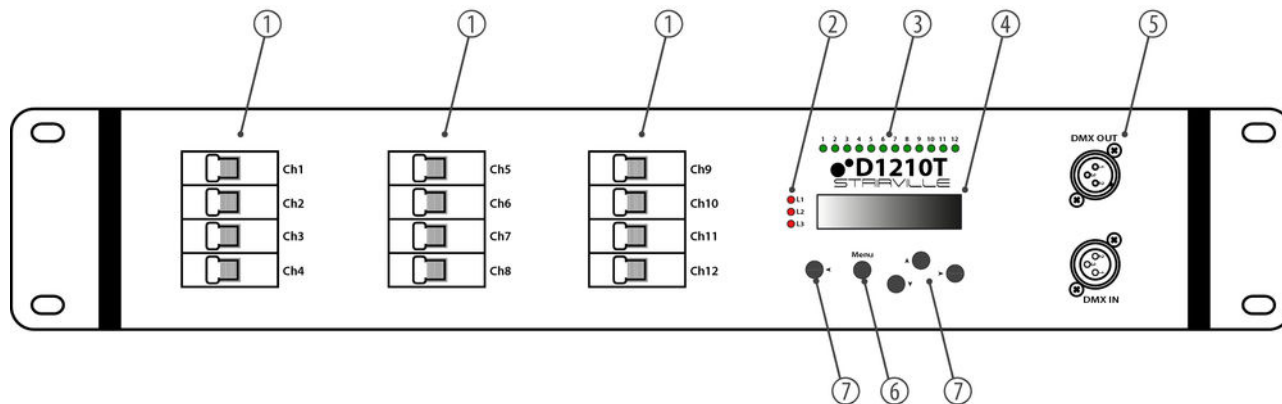 ① ① ① ② ③ ④ ⑤
DMX OUT
1 2 3 4 5 6 7 8 9 10 11 12
D1210T
STAIRVILLE
Ch1 Ch5 Ch9
L1
Ch2 Ch6 Ch10
L2
Ch3 Ch7 Ch11
L3
Ch4 Ch8 Ch12
Menu
DMX IN
⑦ ⑥ ⑦